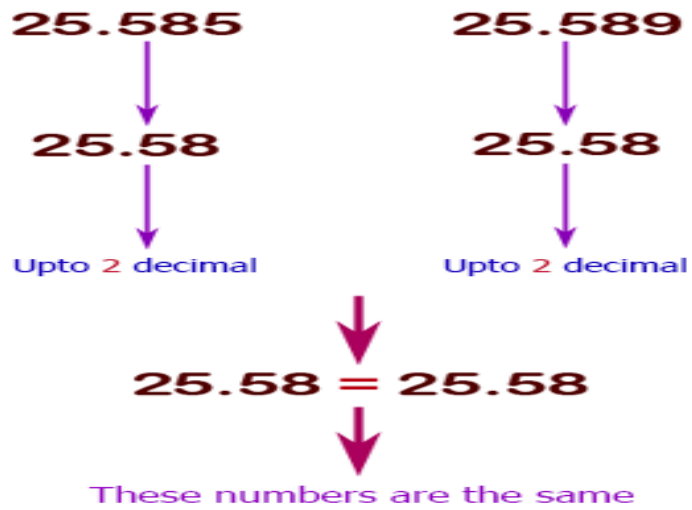 25.585 25.589
25.58 25.58
Upto 2 decimal Upto 2 decimal
25.58 = 25.58
These numbers are the same